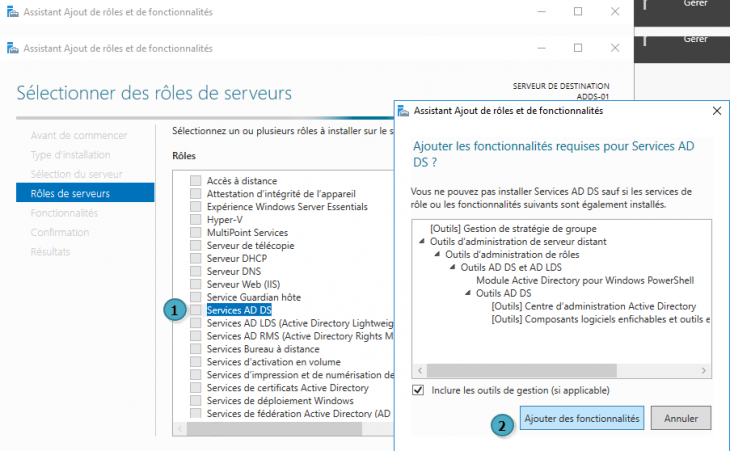 Assistant Ajout de rôles et de fonctionnalités
Gérer
Assistant Ajout de rôles et de fonctionnalités
Gérer
Sélectionner des rôles de serveurs
SERVEUR DE DESTINATION
ADDS-01
Avant de commencer
Type d'installation
Sélection du serveur
Rôles de serveurs
Fonctionnalités
Confirmation
Résultats
Sélectionnez un ou plusieurs rôles à installer sur le s
Rôles
Accès à distance
Attestation d'intégrité de l'appareil
Expérience Windows Server Essentials
Hyper-V
MultiPoint Services
Serveur de télécopie
Serveur DHCP
Serveur DNS
Serveur Web (IIS)
Service Guardian hôte
1
Services AD DS
Services AD LDS (Active Directory Lightweig
Services AD RMS (Active Directory Rights M
Services Bureau à distance
Services d'activation en volume
Services d'impression et de numérisation de
Services de certificats Active Directory
Services de déploiement Windows
Services de fédération Active Directory (AD
Assistant Ajout de rôles et de fonctionnalités
Ajouter les fonctionnalités requises pour Services AD
DS ?
Vous ne pouvez pas installer Services AD DS sauf si les services de
rôle ou les fonctionnalités suivants sont également installés.
[Outils] Gestion de stratégie de groupe
Outils d'administration de serveur distant
Outils d'administration de rôles
Outils AD DS et AD LDS
Module Active Directory pour Windows PowerShell
Outils AD DS
[Outils] Centre d'administration Active Directory
[Outils] Composants logiciels enfichables et outils e
Inclure les outils de gestion (si applicable)
2
Ajouter des fonctionnalités
Annuler